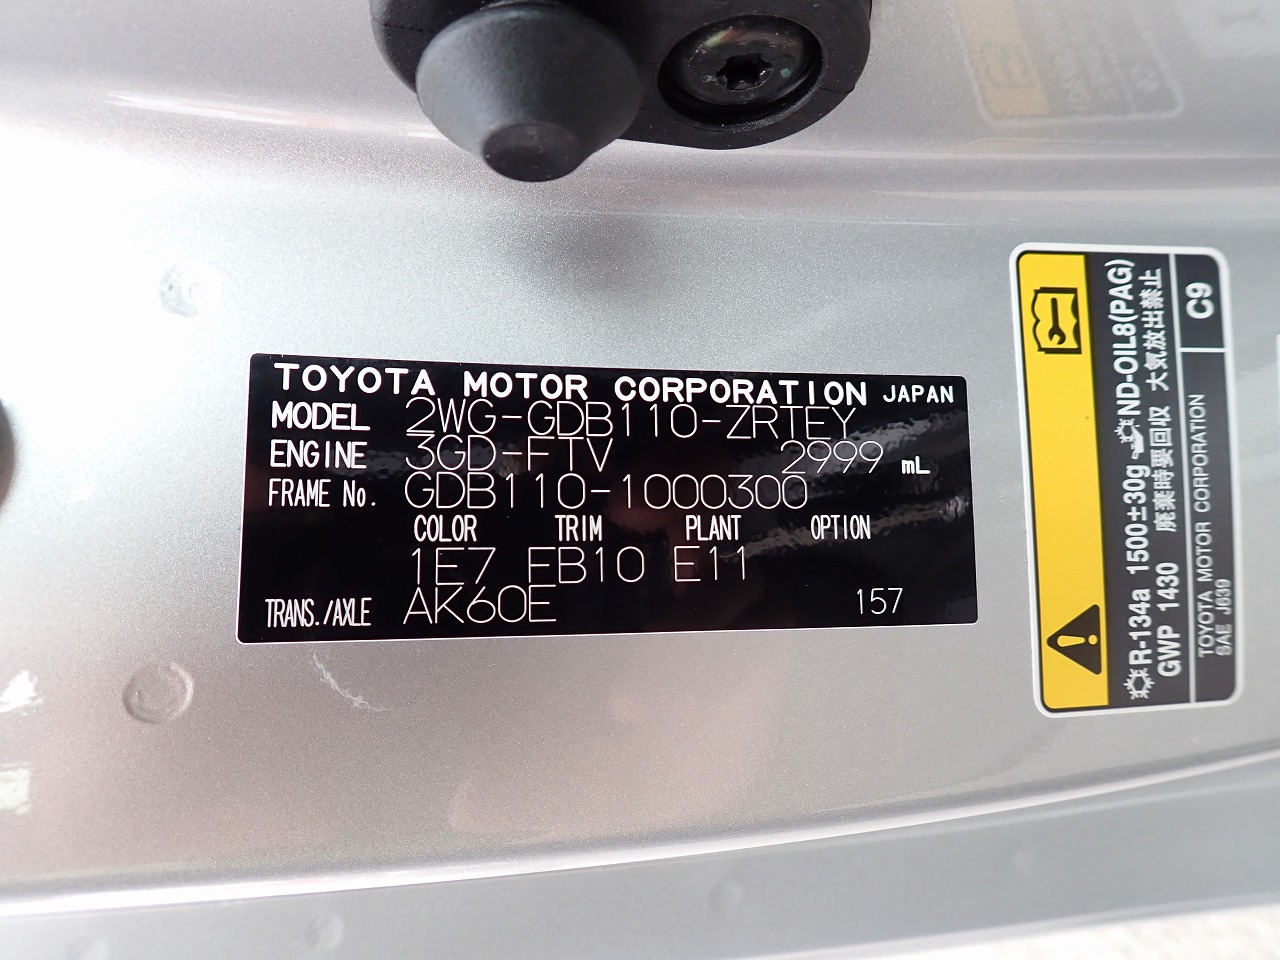 TOYOTA MOTOR CORPORATION JAPAN
MODEL 2WG-GDB110-ZRTEY
ENGINE 3GD-FTV 2999 mL
FRAME No. GDB110-1000300
COLOR TRIM PLANT OPTION
1E7 FB10 E11
TRANS./AXLE AK60E 157
R-134a 1500±30g ND-OIL8(PAG)
GWP 1430 廃棄時要回収 大気放出禁止
TOYOTA MOTOR CORPORATION
SAE J639
C9